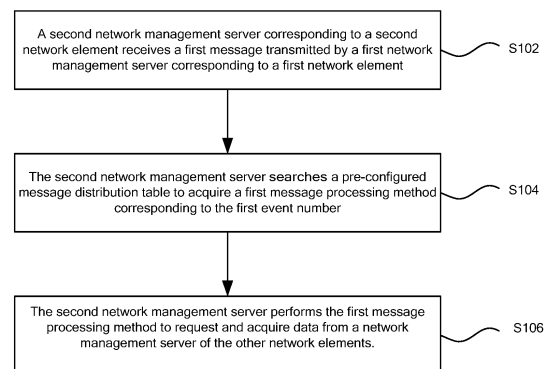 A second network management server corresponding to a second
network element receives a first message transmitted by a first network
management server corresponding to a first network element
S102
The second network management server searches a pre-configured
message distribution table to acquire a first message processing method
corresponding to the first event number
S104
The second network management server performs the first message
processing method to request and acquire data from a network
management server of the other network elements.
S106